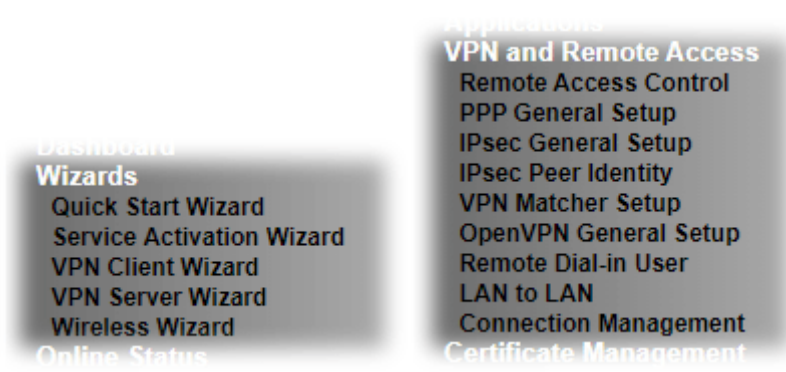 Dashboard
Wizards
Quick Start Wizard
Service Activation Wizard
VPN Client Wizard
VPN Server Wizard
Wireless Wizard
Online Status
Applications
VPN and Remote Access
Remote Access Control
PPP General Setup
IPsec General Setup
IPsec Peer Identity
VPN Matcher Setup
OpenVPN General Setup
Remote Dial-in User
LAN to LAN
Connection Management
Certificate Management